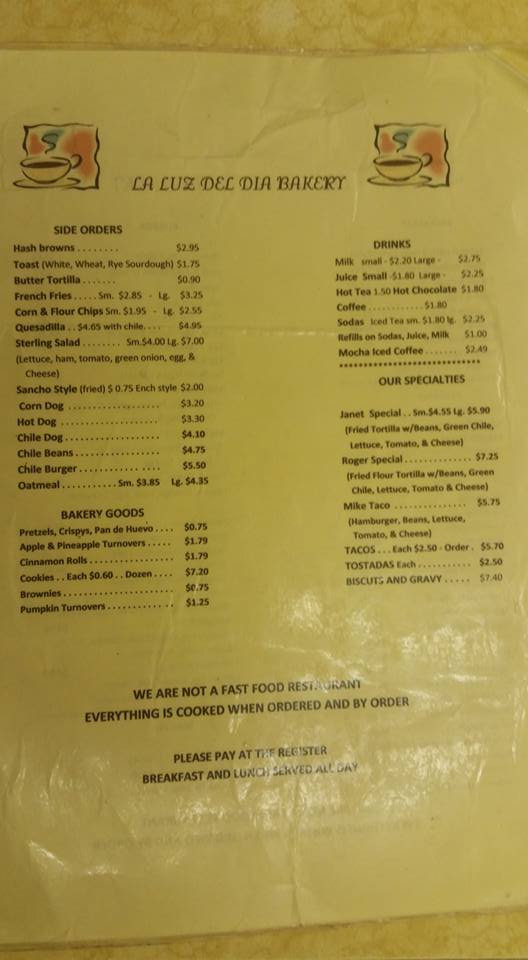 LA LUZ DEL DIA BAKERY
SIDE ORDERS
Hash browns . . . . . . . . $2.95
Toast (White, Wheat, Rye Sourdough) $1.75
Butter Tortilla . . . . . . . $0.90
French Fries . . . . . Sm. $2.85 - Lg. $3.25
Corn & Flour Chips Sm. $1.95 - Lg. $2.55
Quesadilla . . $4.65 with chile. . . . $4.95
Sterling Salad . . . . . . . . Sm.$4.00 Lg. $7.00
(Lettuce, ham, tomato, green onion, egg, &
Cheese)
Sancho Style (fried) $ 0.75 Ench style $2.00
Corn Dog . . . . . . . . . . . . . . . . . . . $3.20
Hot Dog . . . . . . . . . . . . . . . . . . . . $3.30
Chile Dog . . . . . . . . . . . . . . . . . . . $4.10
Chile Beans . . . . . . . . . . . . . . . . . $4.75
Chile Burger . . . . . . . . . . . . . . . . $5.50
Oatmeal . . . . . . . . . . . Sm. $3.85 Lg. $4.35
BAKERY GOODS
Pretzels, Crispys, Pan de Huevo . . . . $0.75
Apple & Pineapple Turnovers . . . . . $1.79
Cinnamon Rolls . . . . . . . . . . . . . . . . . $1.79
Cookies . . Each $0.60 . . Dozen . . . . $7.20
Brownies . . . . . . . . . . . . . . . . . . . . . . $0.75
Pumpkin Turnovers . . . . . . . . . . . . . $1.25
DRINKS
Milk small - $2.20 Large - $2.75
Juice Small -$1.80 Large - $2.25
Hot Tea 1.50 Hot Chocolate $1.80
Coffee . . . . . . . . . . . . $1.80
Sodas Iced Tea sm. $1.80 lg. $2.25
Refills on Sodas, Juice, Milk $1.00
Mocha Iced Coffee . . . . . . . $2.49
******************************
OUR SPECIALTIES
Janet Special . . Sm.$4.55 Lg. $5.90
(Fried Tortilla w/Beans, Green Chile,
Lettuce, Tomato, & Cheese)
Roger Special . . . . . . . . . . . . . . $7.25
(Fried Flour Tortilla w/Beans, Green
Chile, Lettuce, Tomato & Cheese)
Mike Taco . . . . . . . . . . . . . . . $5.75
(Hamburger, Beans, Lettuce,
Tomato, & Cheese)
TACOS . . . Each $2.50 - Order . $5.70
TOSTADAS Each . . . . . . . . . . . $2.50
BISCUTS AND GRAVY . . . . . $7.40
WE ARE NOT A FAST FOOD RESTAURANT
EVERYTHING IS COOKED WHEN ORDERED AND BY ORDER
PLEASE PAY AT THE REGISTER
BREAKFAST AND LUNCH SERVED ALL DAY